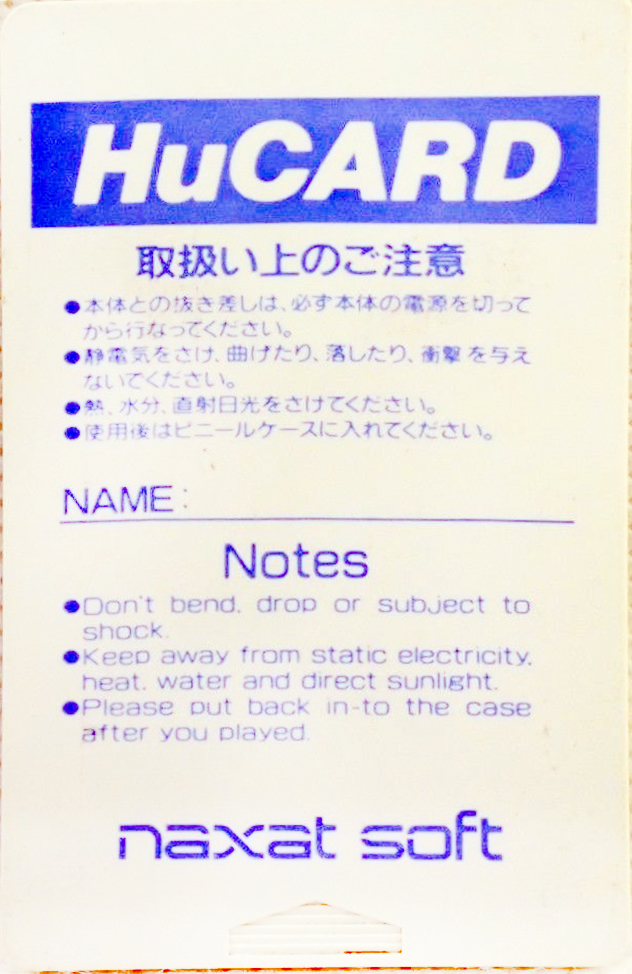 HuCARD
取扱い上のご注意
●本体との抜き差しは、必ず本体の電源を切って
から行なってください。
●静電気をさけ、曲げたり、落したり、衝撃を与え
ないでください。
●熱、水分、直射日光をさけてください。
●使用後はビニールケースに入れてください。
NAME:
Notes
●Don't bend, drop or subject to
shock.
●Keep away from static electricity,
heat, water and direct sunlight.
●Please put back in-to the case
after you played.
naxat soft